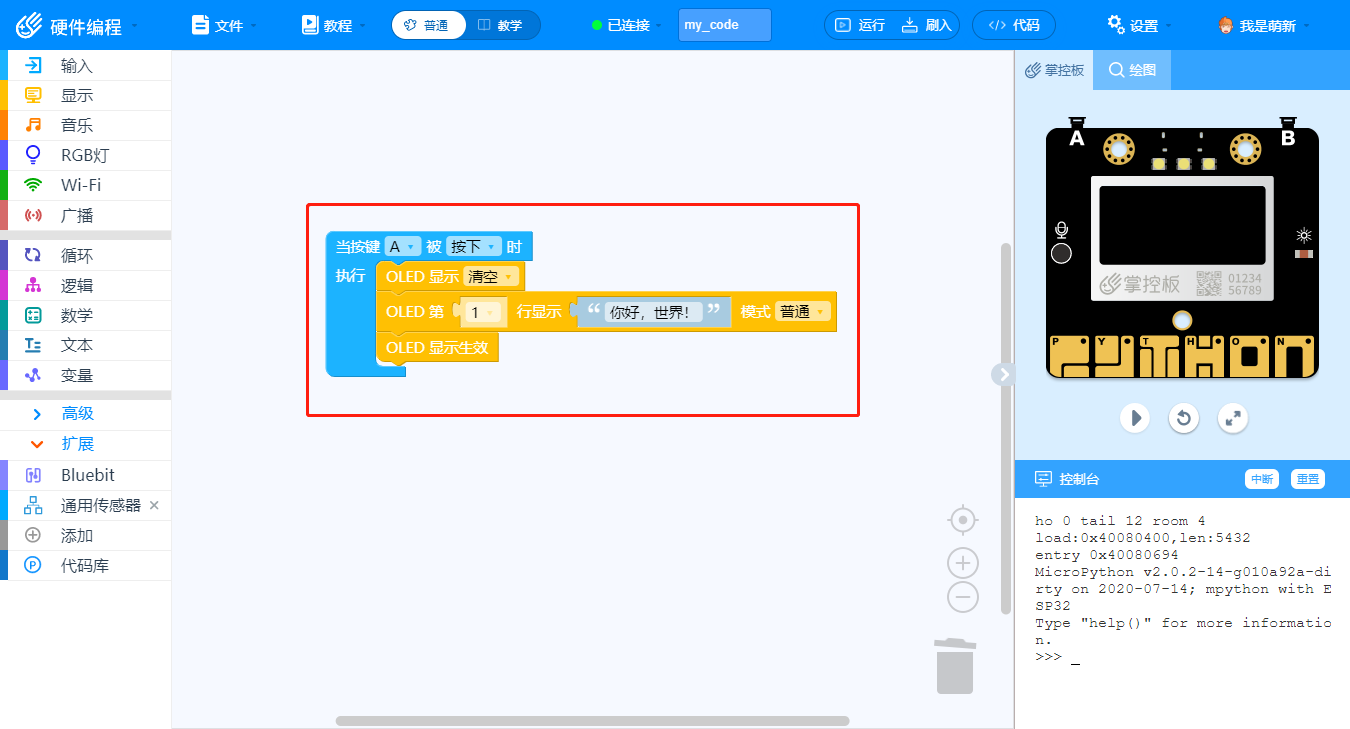 硬件编程 文件 教程 普通 教学 已连接 my_code 运行 刷入 </> 代码 设置 我是萌新
输入
显示
音乐
RGB灯
Wi-Fi
广播
循环
逻辑
数学
文本
变量
高级
扩展
Bluebit
通用传感器 ×
添加
代码库
当按键 A 被 按下 时
执行 OLED 显示 清空
OLED 第 1 行显示 “ 你好，世界！ ” 模式 普通
OLED 显示生效
掌控板 绘图
A B
掌控板 01234
56789
P Y T H O N
PYTHON
控制台 中断 重置
ho 0 tail 12 room 4
load:0x40080400,len:5432
entry 0x40080694
MicroPython v2.0.2-14-g010a92a-di
rty on 2020-07-14; mpython with E
SP32
Type "help()" for more informatio
n.
>>> _